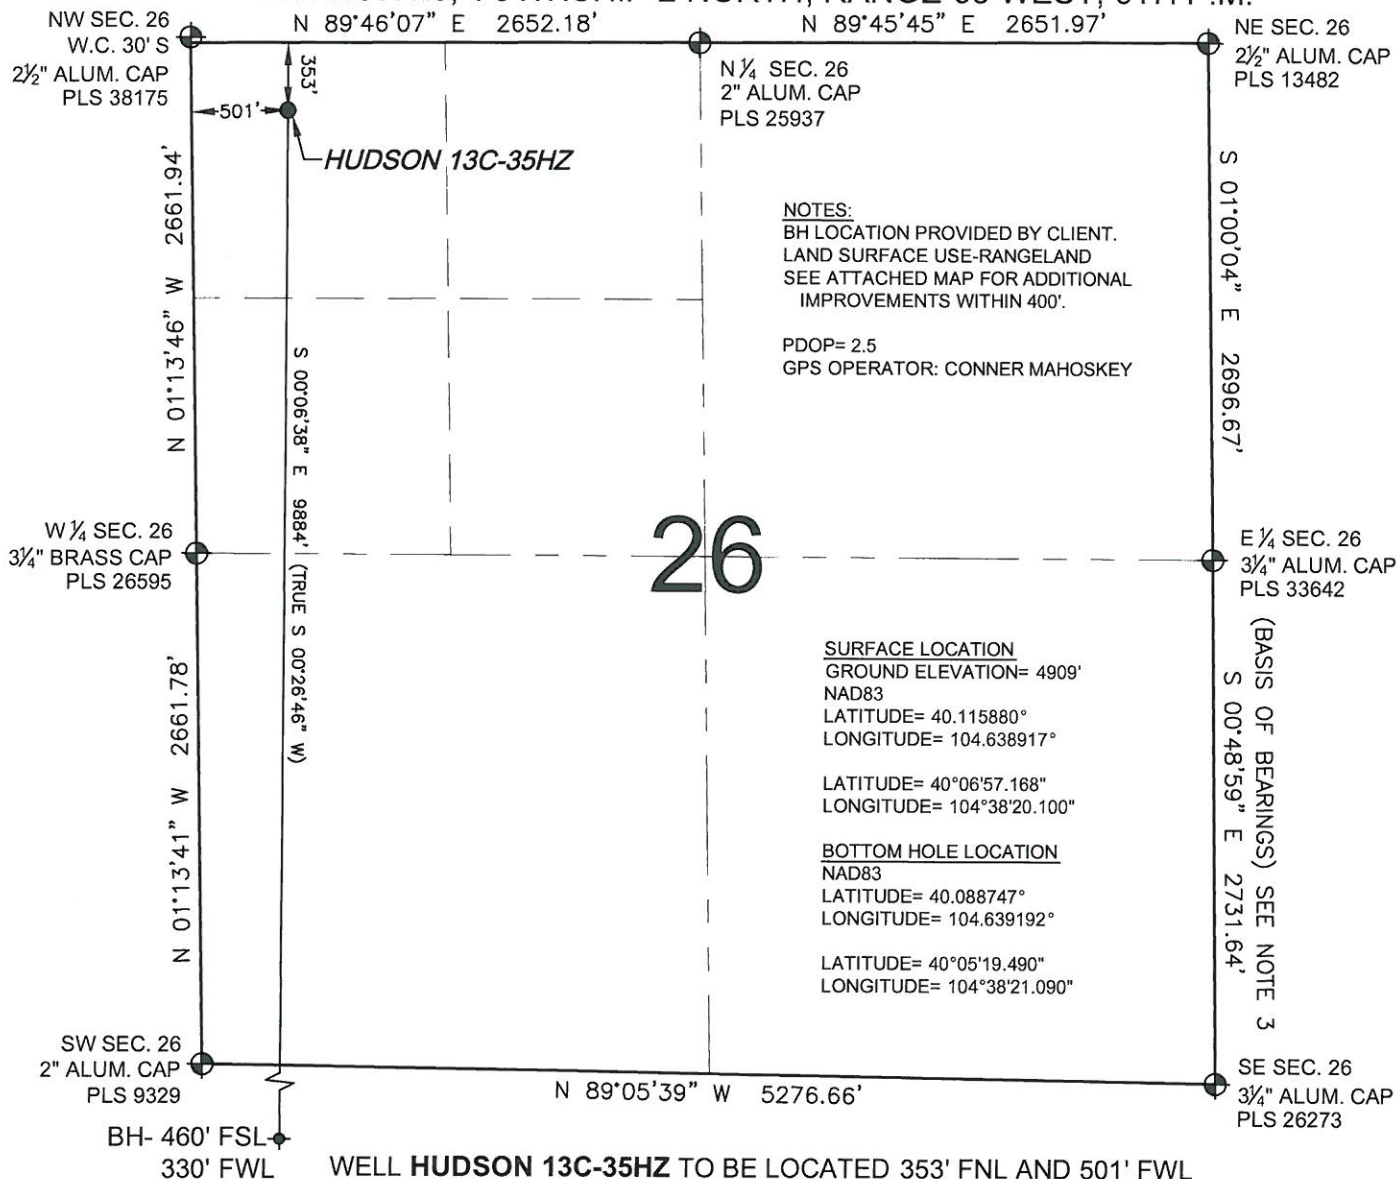 N 89°46'07" E 2652.18'
N 89°45'45" E 2651.97'
NW SEC. 26
W.C. 30' S
2½" ALUM. CAP
PLS 38175
N ¼ SEC. 26
2" ALUM. CAP
PLS 25937
NE SEC. 26
2½" ALUM. CAP
PLS 13482
353'
501'
HUDSON 13C-35HZ
N 01°13'46" W 2661.94'
S 01°00'04" E 2696.67'
NOTES:
BH LOCATION PROVIDED BY CLIENT.
LAND SURFACE USE-RANGELAND
SEE ATTACHED MAP FOR ADDITIONAL
IMPROVEMENTS WITHIN 400'.
PDOP= 2.5
GPS OPERATOR: CONNER MAHOSKEY
S 00°06'38" E 9884' (TRUE S 00°26'46" W)
W ¼ SEC. 26
3¼" BRASS CAP
PLS 26595
26
E ¼ SEC. 26
3¼" ALUM. CAP
PLS 33642
N 01°13'41" W 2661.78'
SURFACE LOCATION
GROUND ELEVATION= 4909'
NAD83
LATITUDE= 40.115880°
LONGITUDE= 104.638917°
LATITUDE= 40°06'57.168"
LONGITUDE= 104°38'20.100"
BOTTOM HOLE LOCATION
NAD83
LATITUDE= 40.088747°
LONGITUDE= 104.639192°
LATITUDE= 40°05'19.490"
LONGITUDE= 104°38'21.090"
(BASIS OF BEARINGS) SEE NOTE 3
S 00°48'59" E 2731.64'
SW SEC. 26
2" ALUM. CAP
PLS 9329
N 89°05'39" W 5276.66'
SE SEC. 26
3¼" ALUM. CAP
PLS 26273
BH- 460' FSL
330' FWL
WELL HUDSON 13C-35HZ TO BE LOCATED 353' FNL AND 501' FWL